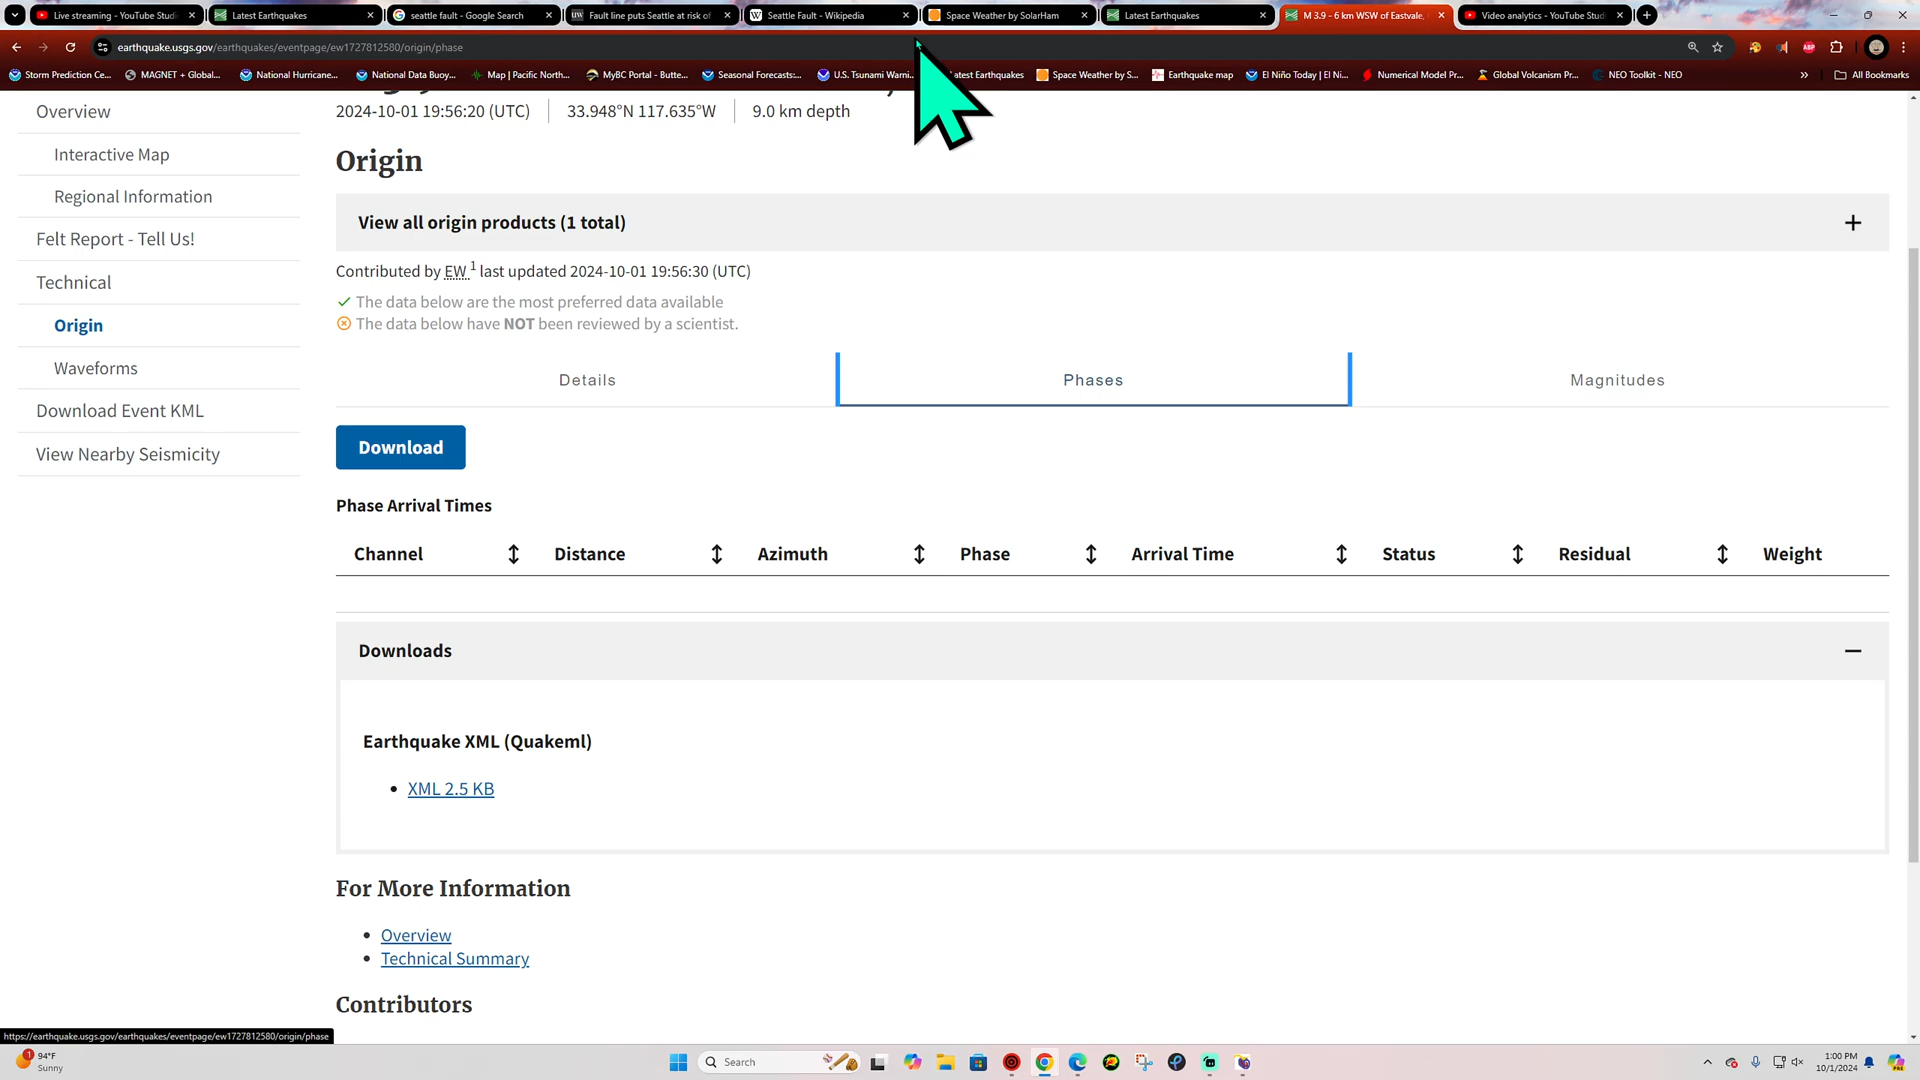 Live streaming - YouTube Studi
Latest Earthquakes
seattle fault - Google Search
Fault line puts Seattle at risk of
Seattle Fault - Wikipedia
Space Weather by SolarHam
Latest Earthquakes
M 3.9 - 6 km WSW of Eastvale,
Video analytics - YouTube Studi
earthquake.usgs.gov/earthquakes/eventpage/ew1727812580/origin/phase
Storm Prediction Ce...
MAGNET + Global...
National Hurricane...
National Data Buoy...
Map | Pacific North...
MyBC Portal - Butte...
Seasonal Forecasts:...
U.S. Tsunami Warni...
atest Earthquakes
Space Weather by S...
Earthquake map
El Niño Today | El Ni...
Numerical Model Pr...
Global Volcanism Pr...
NEO Toolkit - NEO
All Bookmarks
2024-10-01 19:56:20 (UTC)
33.948°N 117.635°W
9.0 km depth
Overview
Interactive Map
Regional Information
Felt Report - Tell Us!
Technical
Origin
Waveforms
Download Event KML
View Nearby Seismicity
Origin
View all origin products (1 total)
Contributed by EW 1 last updated 2024-10-01 19:56:30 (UTC)
The data below are the most preferred data available
The data below have NOT been reviewed by a scientist.
Details
Phases
Magnitudes
Download
Phase Arrival Times
Channel Distance Azimuth Phase Arrival Time Status Residual Weight
Downloads
Earthquake XML (Quakeml)
XML 2.5 KB
For More Information
Overview
Technical Summary
Contributors
https://earthquake.usgs.gov/earthquakes/eventpage/ew1727812580/origin/phase
1
94°F
Sunny
Search
1:00 PM
10/1/2024